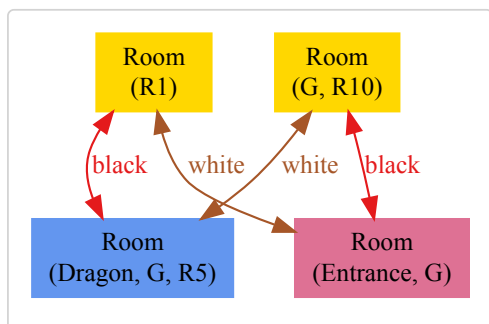 Room
(R1)
Room
(G, R10)
black
white
white
black
Room
(Dragon, G, R5)
Room
(Entrance, G)